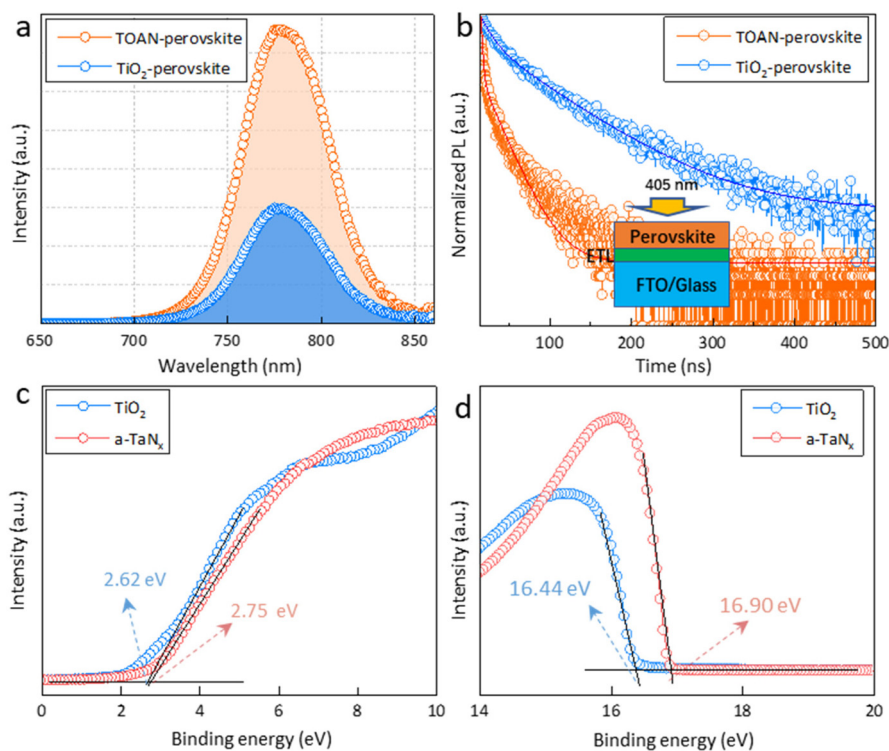 a
TOAN-perovskite
TiO₂-perovskite
Intensity (a.u.)
650 700 750 800 850
Wavelength (nm)
b
TOAN-perovskite
TiO₂-perovskite
Normalized PL (a.u.)
405 nm
Perovskite
ETL
FTO/Glass
100 200 300 400 500
Time (ns)
c
TiO₂
a-TaNₓ
Intensity (a.u.)
2.62 eV
2.75 eV
0 2 4 6 8 10
Binding energy (eV)
d
TiO₂
a-TaNₓ
Intensity (a.u.)
16.44 eV
16.90 eV
14 16 18 20
Binding energy (eV)